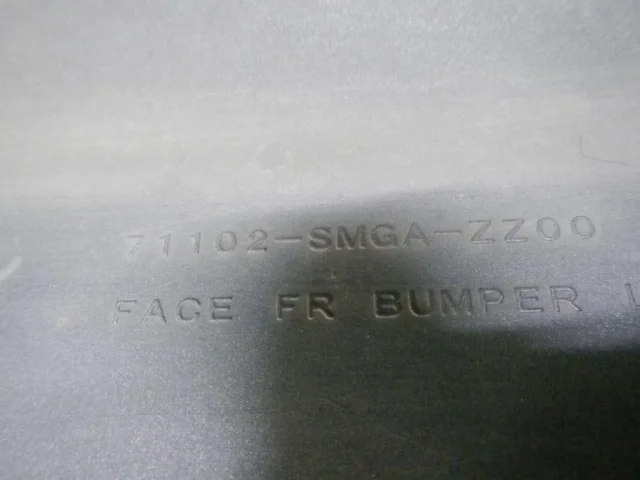 71102-SMGA-ZZ00
FACE FR BUMPER L